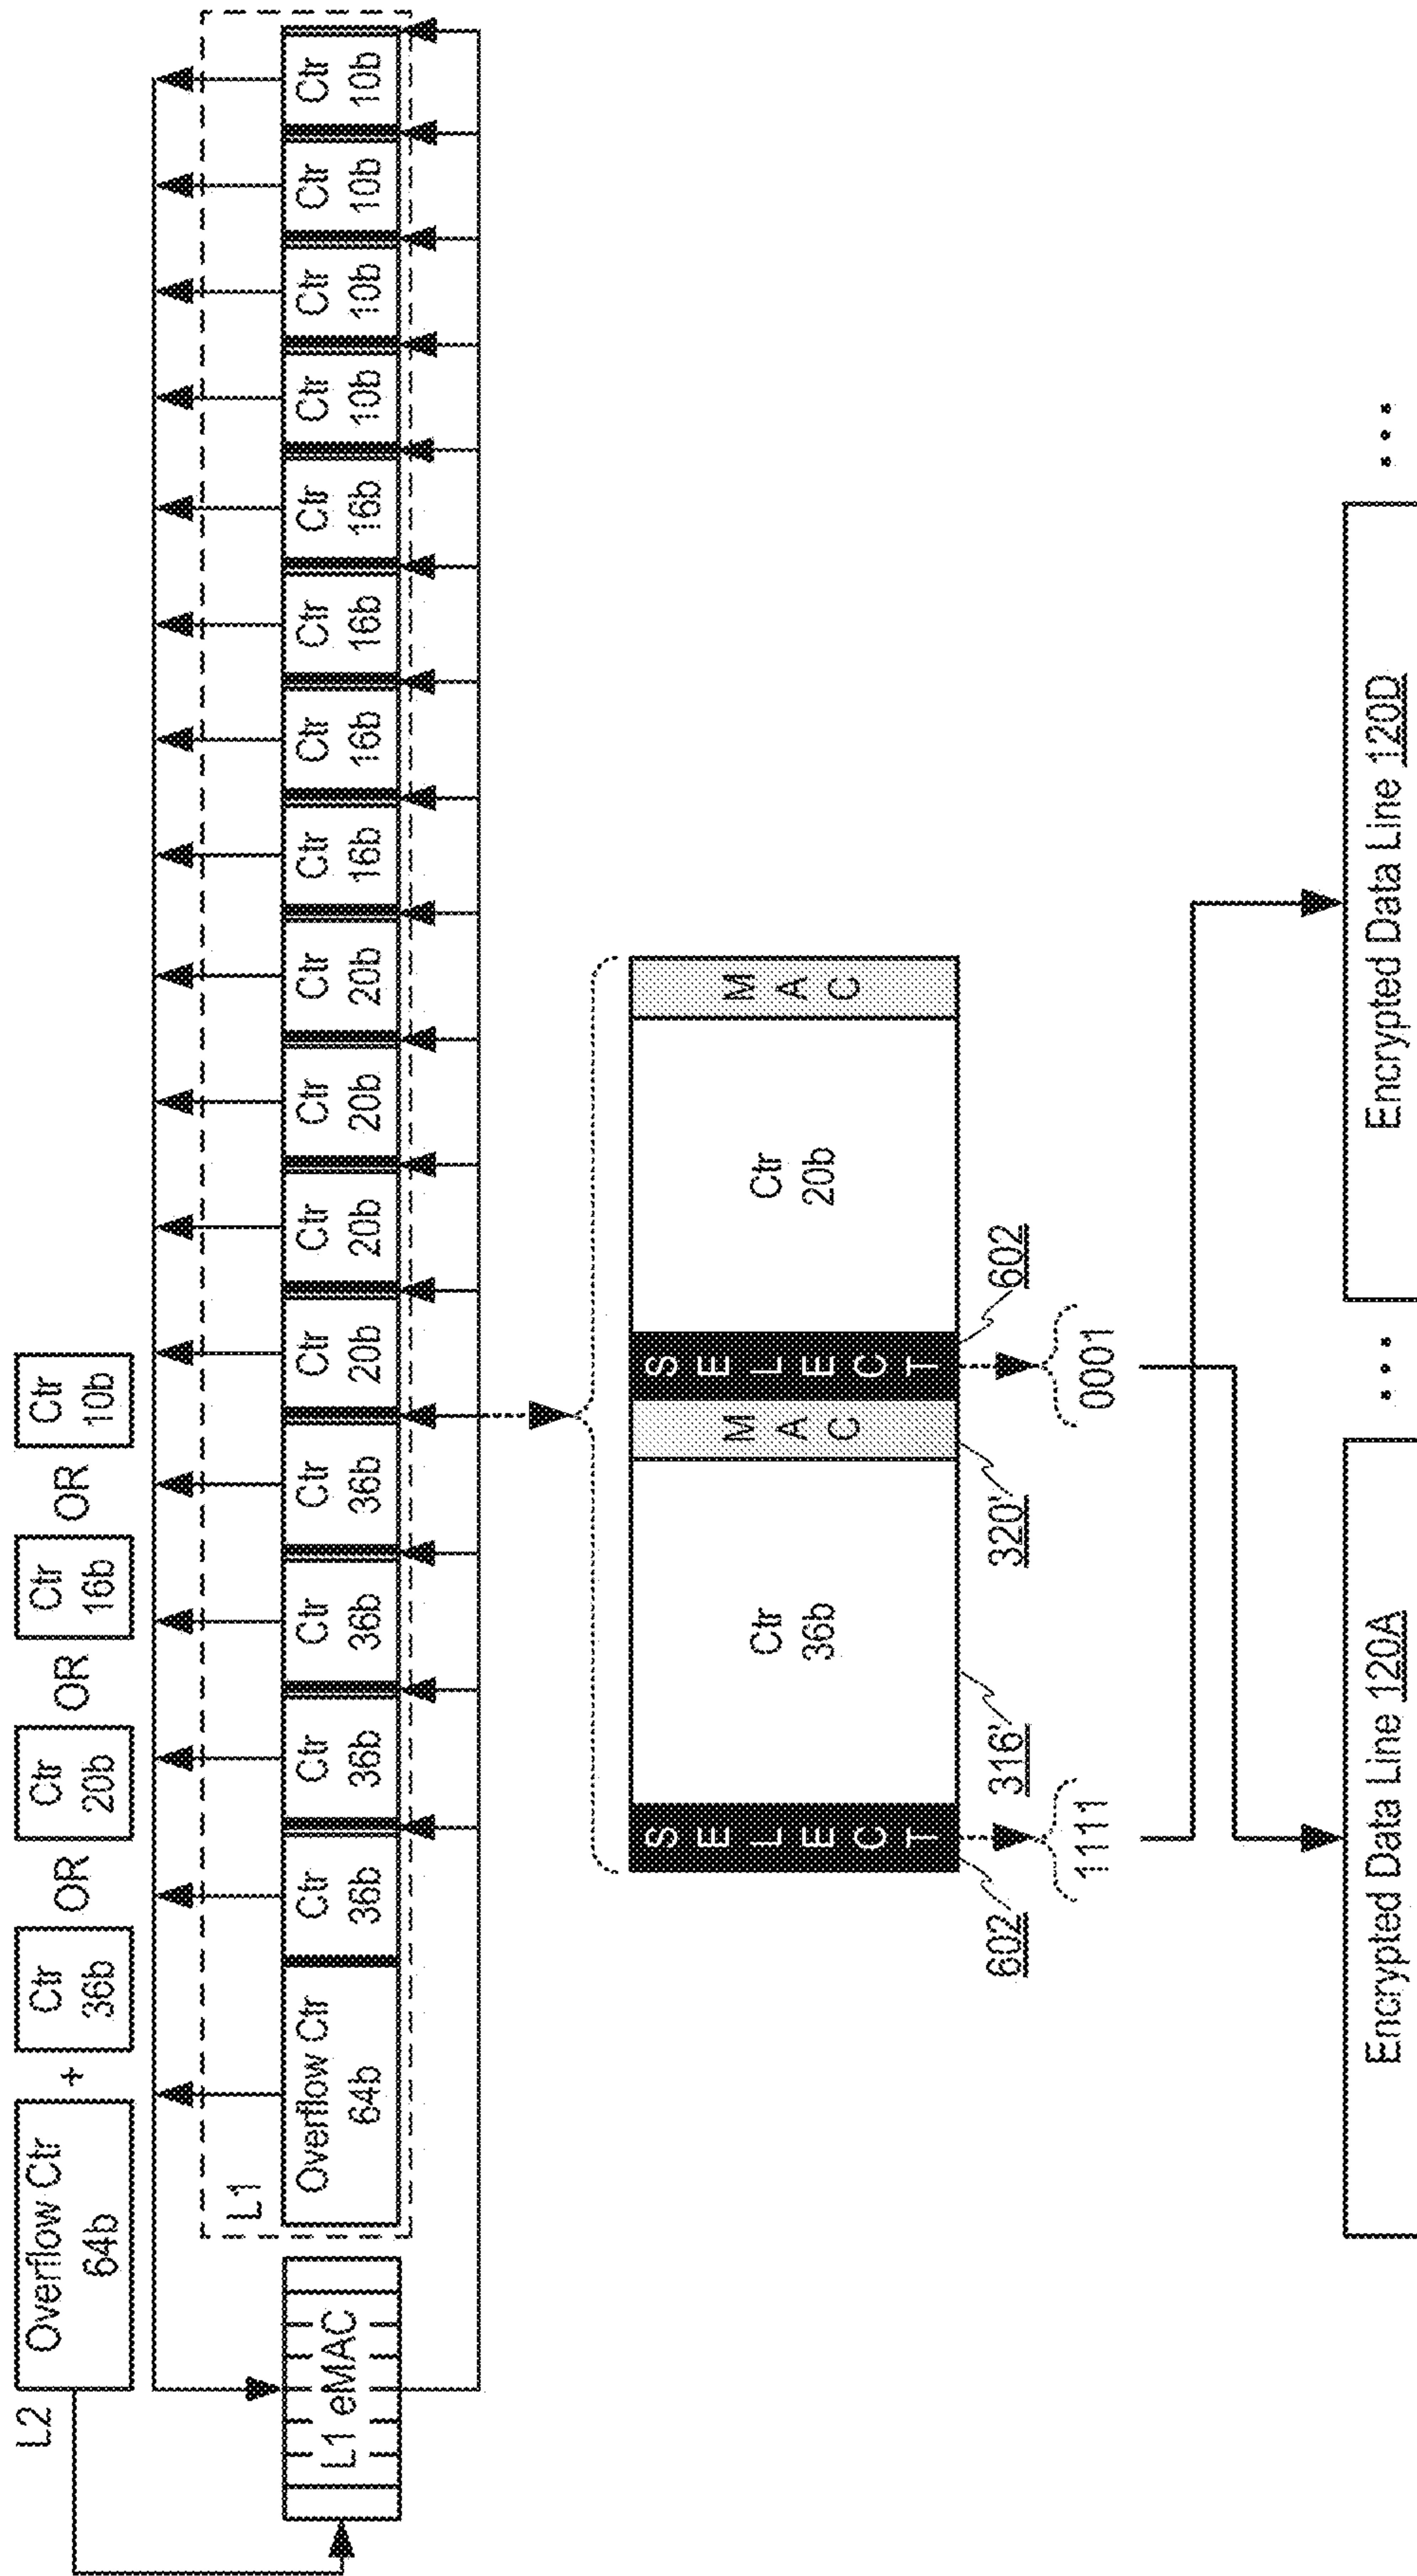 L2
Overflow Ctr
64b
+
Ctr
36b
OR
Ctr
20b
OR
Ctr
16b
OR
Ctr
10b
L1
L1 eMAC
Overflow Ctr
64b
Ctr
36b
Ctr
36b
Ctr
36b
Ctr
36b
Ctr
20b
Ctr
20b
Ctr
20b
Ctr
20b
Ctr
16b
Ctr
16b
Ctr
16b
Ctr
16b
Ctr
10b
Ctr
10b
Ctr
10b
Ctr
10b
SELECT
Ctr
36b
MAC
SELECT
Ctr
20b
MAC
602
316'
320'
602
1111
0001
Encrypted Data Line 120A
...
Encrypted Data Line 120D
...